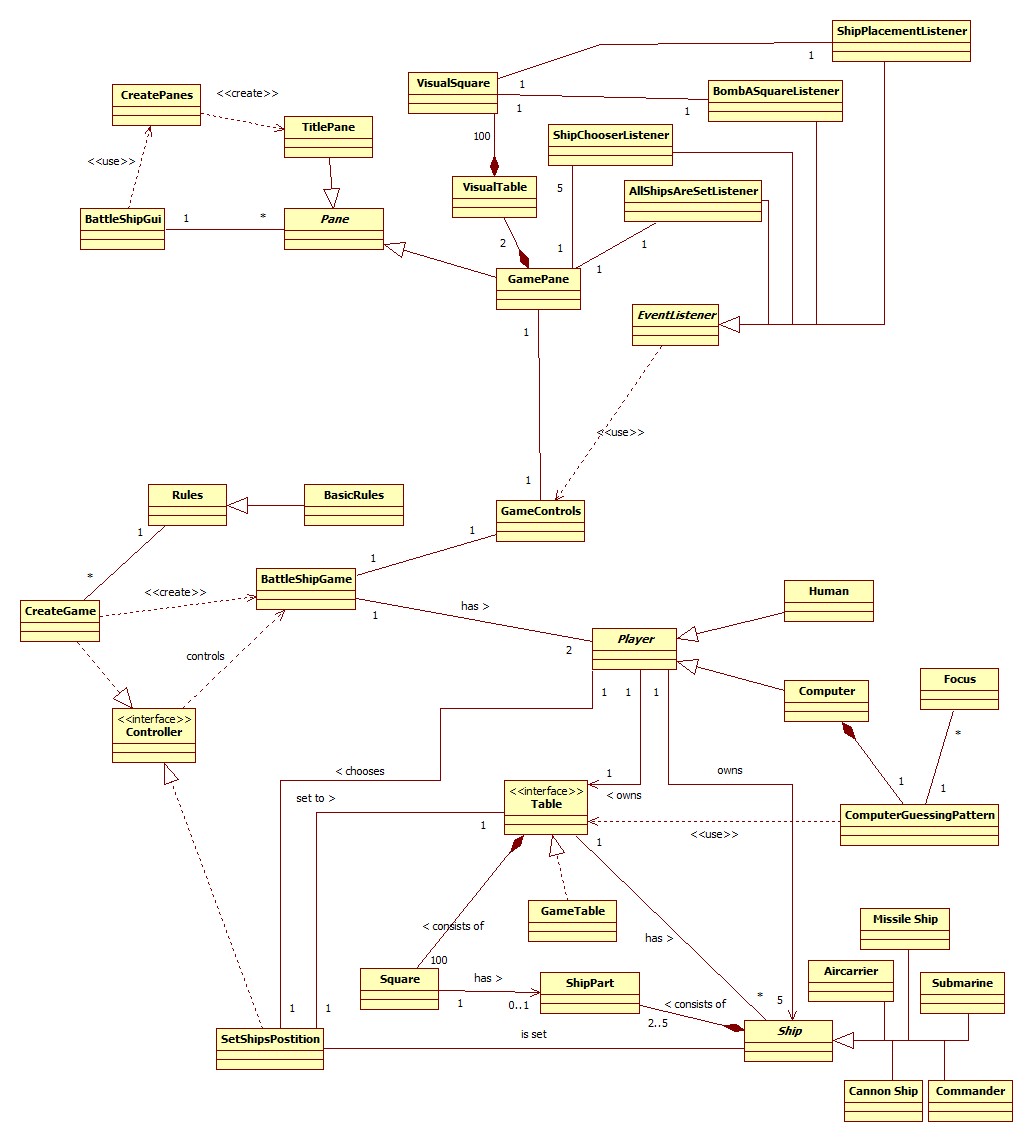 ShipPlacementListener
1
VisualSquare
1
1
BombASquareListener
1
CreatePanes
<<create>>
TitlePane
<<use>>
100
ShipChooserListener
VisualTable
5
AllShipsAreSetListener
BattleShipGui
1
*
Pane
2
1
1
1
GamePane
EventListener
1
<<use>>
1
Rules
BasicRules
GameControls
1
1
1
*
BattleShipGame
<<create>>
CreateGame
has >
1
2
Player
Human
controls
Computer
Focus
1
1
1
*
<<interface>>
Controller
< chooses
owns
1
< owns
1
1
set to >
<<interface>>
Table
1
1
<<use>>
ComputerGuessingPattern
GameTable
Missile Ship
< consists of
has >
100
Aircarrier
Submarine
Square
has >
ShipPart
1
0..1
< consists of
2..5
*
5
1
1
SetShipsPostition
is set
Ship
Cannon Ship
Commander